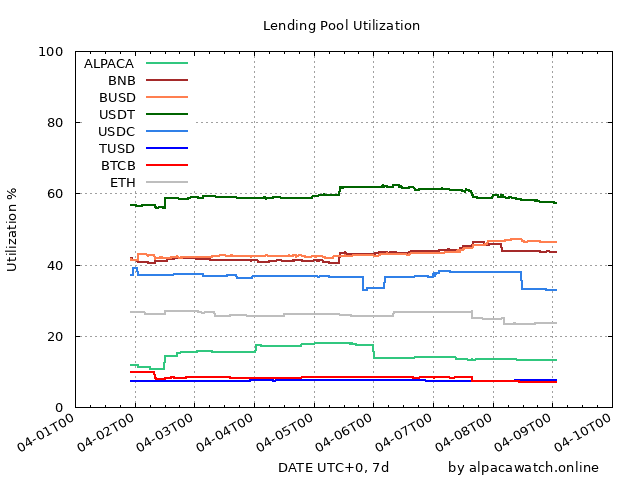 Lending Pool Utilization
100
80
60
40
20
0
Utilization %
ALPACA
BNB
BUSD
USDT
USDC
TUSD
BTCB
ETH
04-01T00
04-02T00
04-03T00
04-04T00
04-05T00
04-06T00
04-07T00
04-08T00
04-09T00
04-10T00
DATE UTC+0, 7d
by alpacawatch.online